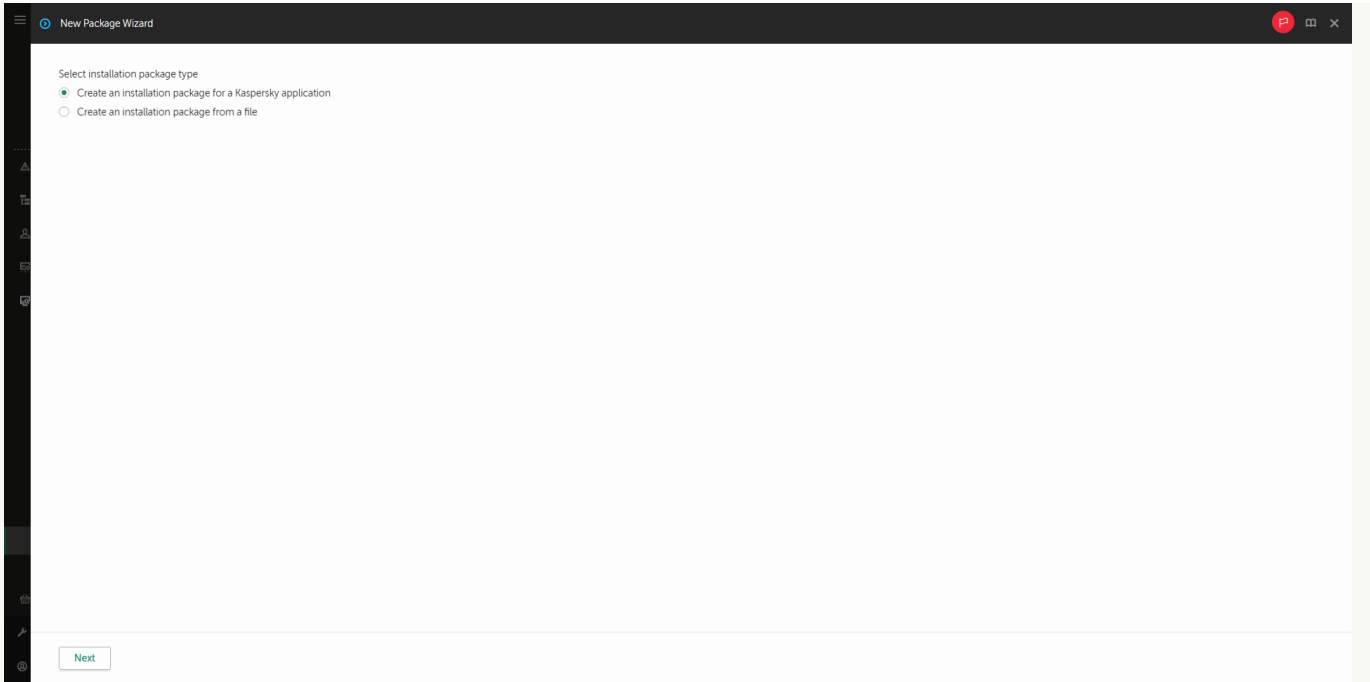 New Package Wizard
Select installation package type
Create an installation package for a Kaspersky application
Create an installation package from a file
Next